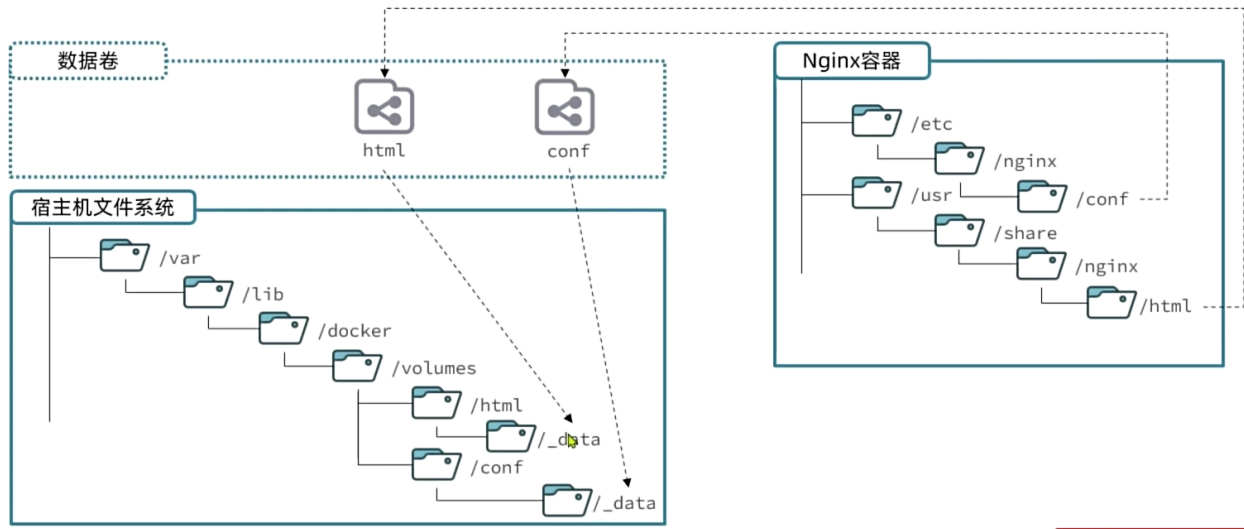 数据卷
html
conf
宿主机文件系统
/var
/lib
/docker
/volumes
/html
/_data
/conf
/_data
Nginx容器
/etc
/nginx
/conf
/usr
/share
/nginx
/html